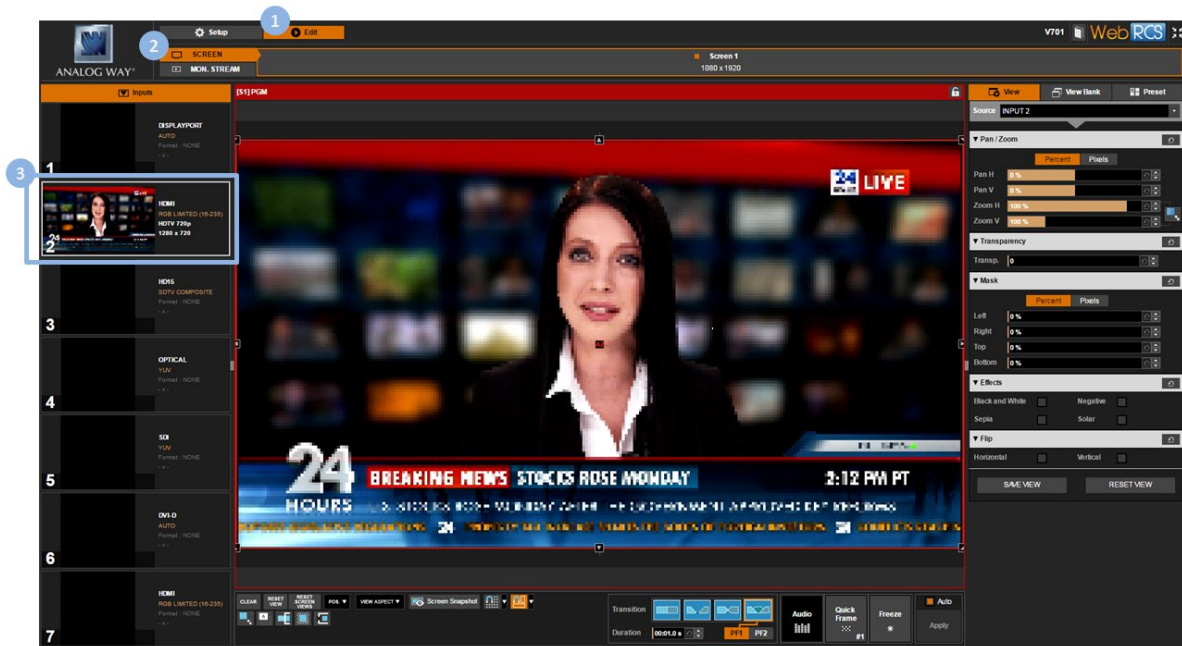 1
Setup
Edit
V701
Web RCS
2
SCREEN
MON. STREAM
Screen 1
1080 x 1920
ANALOG WAY®
Inputs
[S1] PGM
View
View Bank
Preset
DISPLAYPORT
AUTO
Format : NONE
- x -
1
3
HDMI
RGB LIMITED (16-235)
HDTV 720p
1280 x 720
2
HD15
SDTV COMPOSITE
Format : NONE
- x -
3
OPTICAL
YUV
Format : NONE
- x -
4
SDI
YUV
Format : NONE
- x -
5
DVI-D
AUTO
Format : NONE
- x -
6
HDMI
RGB LIMITED (16-235)
Format : NONE
- x -
7
24
LIVE
24
HOURS
BREAKING NEWS STOCKS ROSE MONDAY
2:12 PM PT
24
24
Source INPUT 2
Pan / Zoom
Percent Pixels
Pan H 0 %
Pan V 0 %
Zoom H 100 %
Zoom V 100 %
Transparency
Transp. 0
Mask
Percent Pixels
Left 0 %
Right 0 %
Top 0 %
Bottom 0 %
Effects
Black and White Negative
Sepia Solar
Flip
Horizontal Vertical
SAVE VIEW RESET VIEW
CLEAR
RESET VIEW
RESET SCREEN VIEWS
POS.
VIEW ASPECT
Screen Snapshot
Transition
Duration 00:01.0 s
PF1 PF2
Audio
Quick Frame
#1
Freeze
Auto
Apply